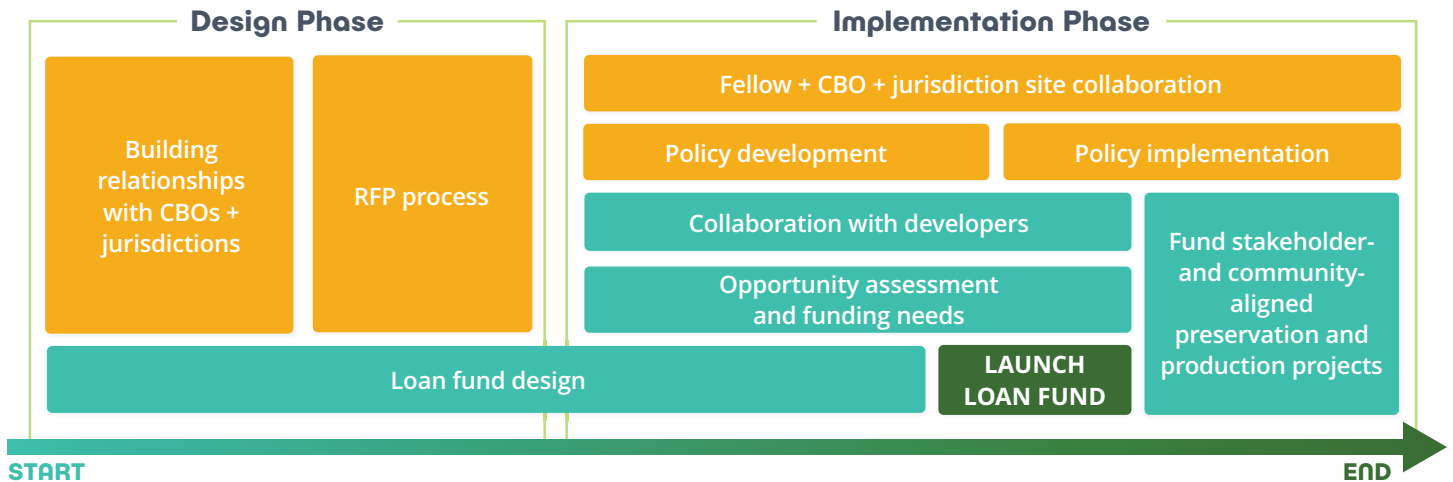 Design Phase
Implementation Phase
Building
relationships
with CBOs +
jurisdictions
RFP process
Fellow + CBO + jurisdiction site collaboration
Policy development
Policy implementation
Collaboration with developers
Opportunity assessment
and funding needs
Fund stakeholder-
and community-
aligned
preservation and
production projects
Loan fund design
LAUNCH
LOAN FUND
START
END